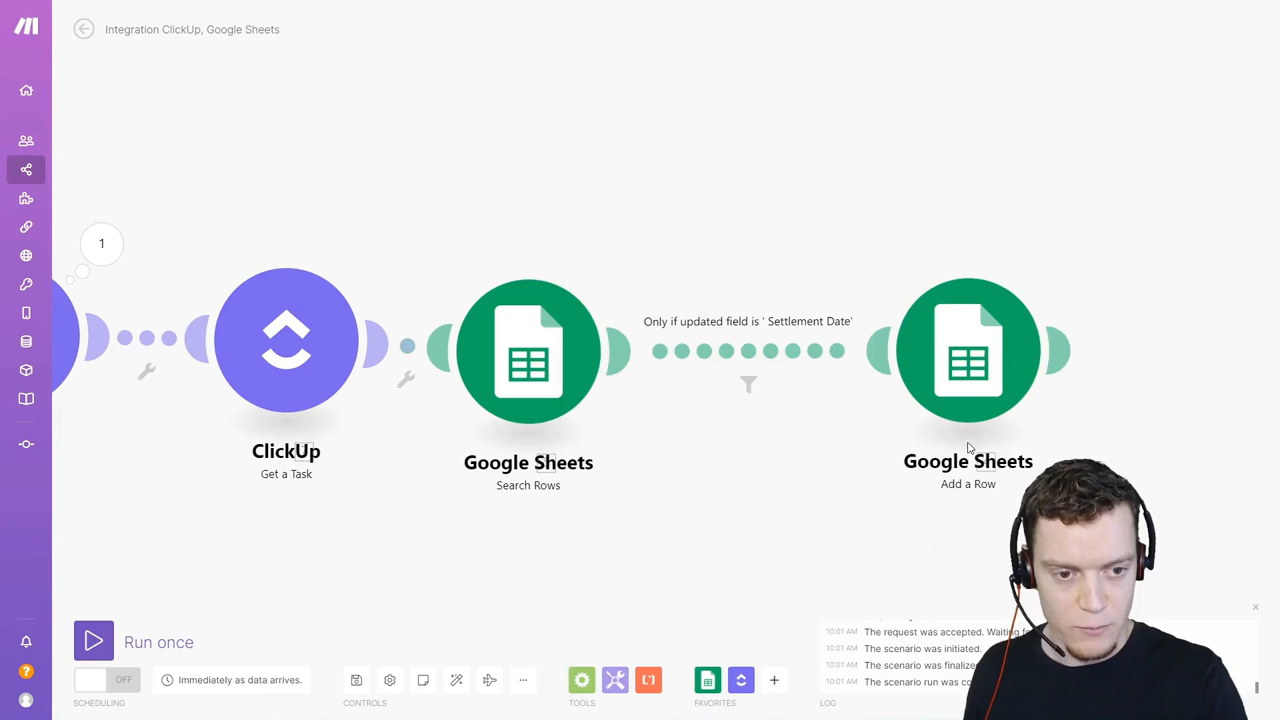 Integration ClickUp, Google Sheets
1
Only if updated field is ' Settlement Date'
ClickUp
Get a Task
Google Sheets
Search Rows
Google Sheets
Add a Row
Run once
OFF
Immediately as data arrives.
SCHEDULING
CONTROLS
TOOLS
FAVORITES
LOG
10:01 AM The request was accepted. Waiting
10:01 AM The scenario was initiated.
10:01 AM The scenario was
10:01 AM The scenario run was